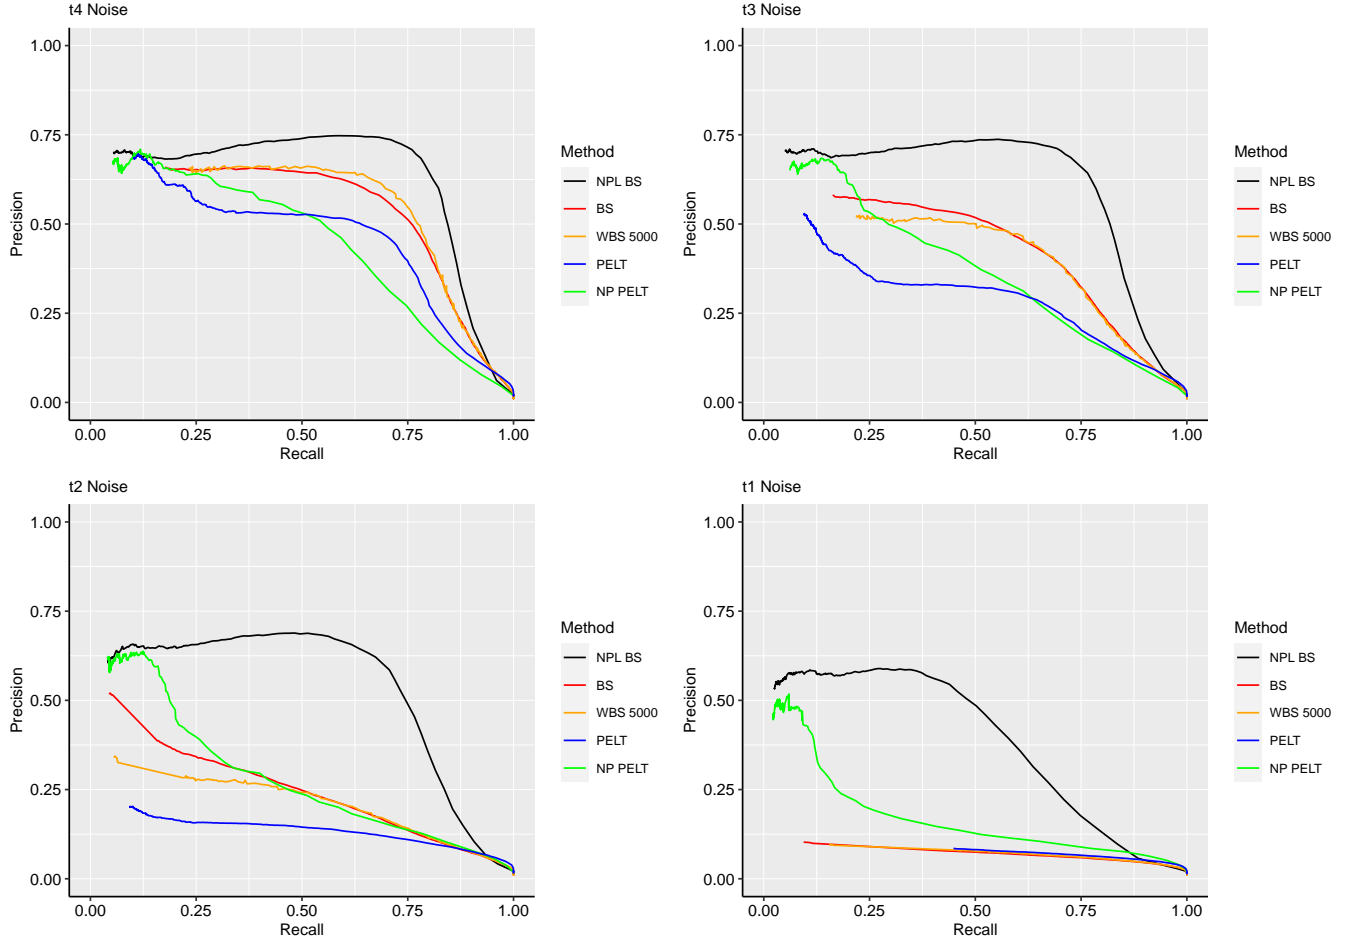 t4 Noise
1.00
0.75
0.50
0.25
0.00
Precision
0.00 0.25 0.50 0.75 1.00
Recall
Method
NPL BS
BS
WBS 5000
PELT
NP PELT
t3 Noise
1.00
0.75
0.50
0.25
0.00
Precision
0.00 0.25 0.50 0.75 1.00
Recall
Method
NPL BS
BS
WBS 5000
PELT
NP PELT
t2 Noise
1.00
0.75
0.50
0.25
0.00
Precision
0.00 0.25 0.50 0.75 1.00
Recall
Method
NPL BS
BS
WBS 5000
PELT
NP PELT
t1 Noise
1.00
0.75
0.50
0.25
0.00
Precision
0.00 0.25 0.50 0.75 1.00
Recall
Method
NPL BS
BS
WBS 5000
PELT
NP PELT